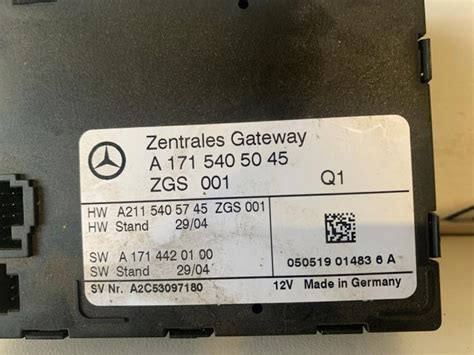 Zentrales Gateway
A 171 540 50 45
ZGS 001 Q1
HW A211 540 57 45 ZGS 001
HW Stand 29/04
SW A 171 442 01 00
SW Stand 29/04
050519 01483 6 A
SV Nr. A2C53097180 12V Made in Germany